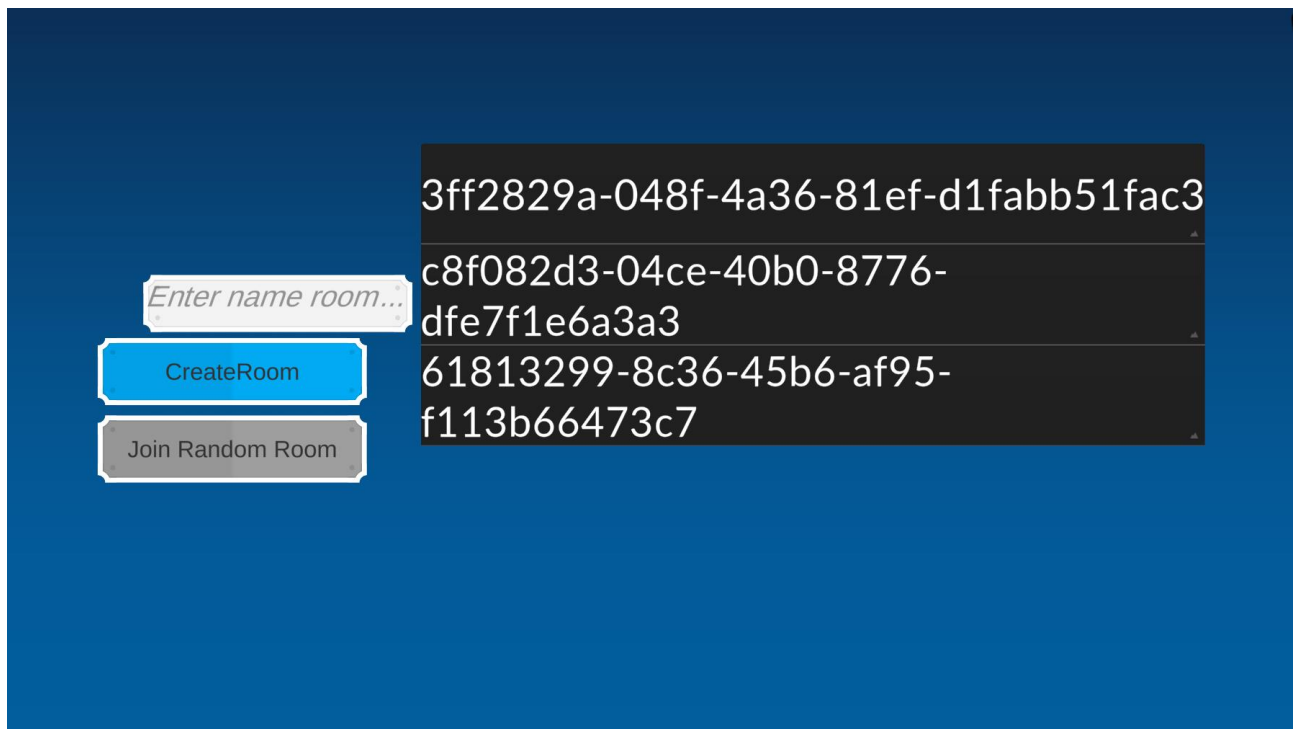 3ff2829a-048f-4a36-81ef-d1fabb51fac3
c8f082d3-04ce-40b0-8776-
dfe7f1e6a3a3
61813299-8c36-45b6-af95-
f113b66473c7
Enter name room...
CreateRoom
Join Random Room